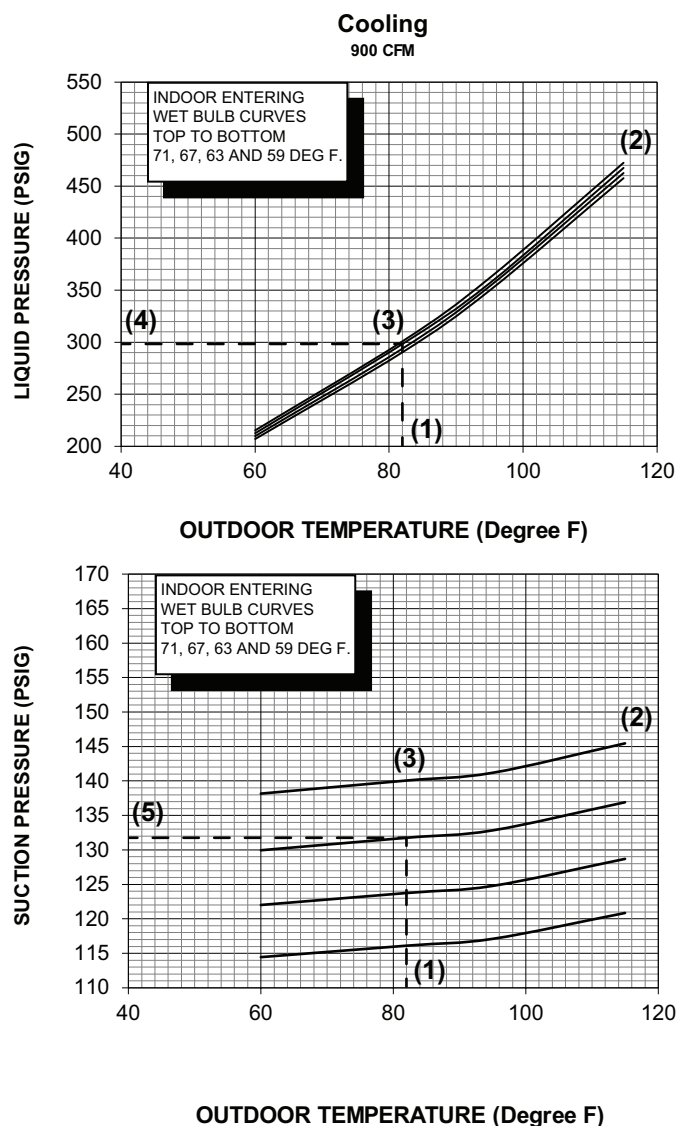 Cooling
900 CFM
550
500
450
400
350
300
250
200
LIQUID PRESSURE (PSIG)
INDOOR ENTERING
WET BULB CURVES
TOP TO BOTTOM
71, 67, 63 AND 59 DEG F.
(2)
(4)
(3)
(1)
40 60 80 100 120
OUTDOOR TEMPERATURE (Degree F)
170
165
160
155
150
145
140
135
130
125
120
115
110
SUCTION PRESSURE (PSIG)
INDOOR ENTERING
WET BULB CURVES
TOP TO BOTTOM
71, 67, 63 AND 59 DEG F.
(2)
(3)
(5)
(1)
40 60 80 100 120
OUTDOOR TEMPERATURE (Degree F)